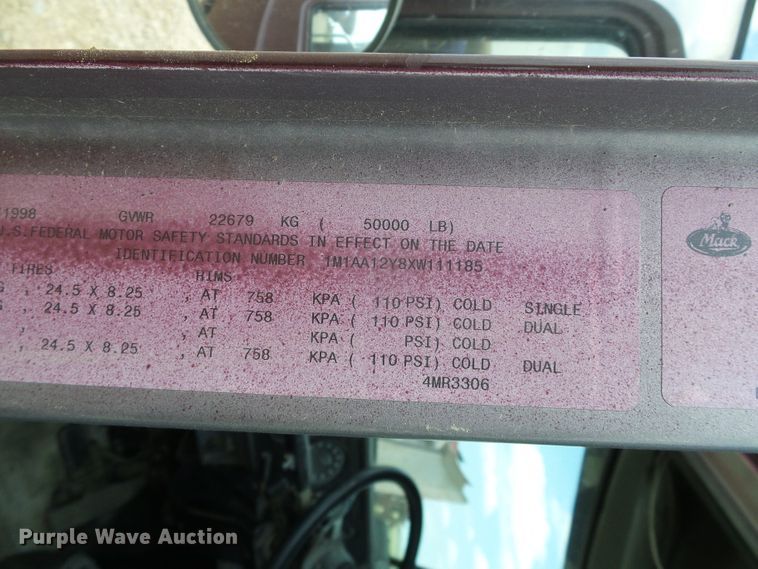 1998 GVWR 22679 KG ( 50000 LB)
U.S.FEDERAL MOTOR SAFETY STANDARDS IN EFFECT ON THE DATE
IDENTIFICATION NUMBER 1M1AA12Y8XW111185
TIRES RIMS
, 24.5 X 8.25 , AT 758 KPA ( 110 PSI) COLD SINGLE
, 24.5 X 8.25 , AT 758 KPA ( 110 PSI) COLD DUAL
, , AT KPA ( PSI) COLD
, 24.5 X 8.25 , AT 758 KPA ( 110 PSI) COLD DUAL
4MR3306
Mack
Purple Wave Auction